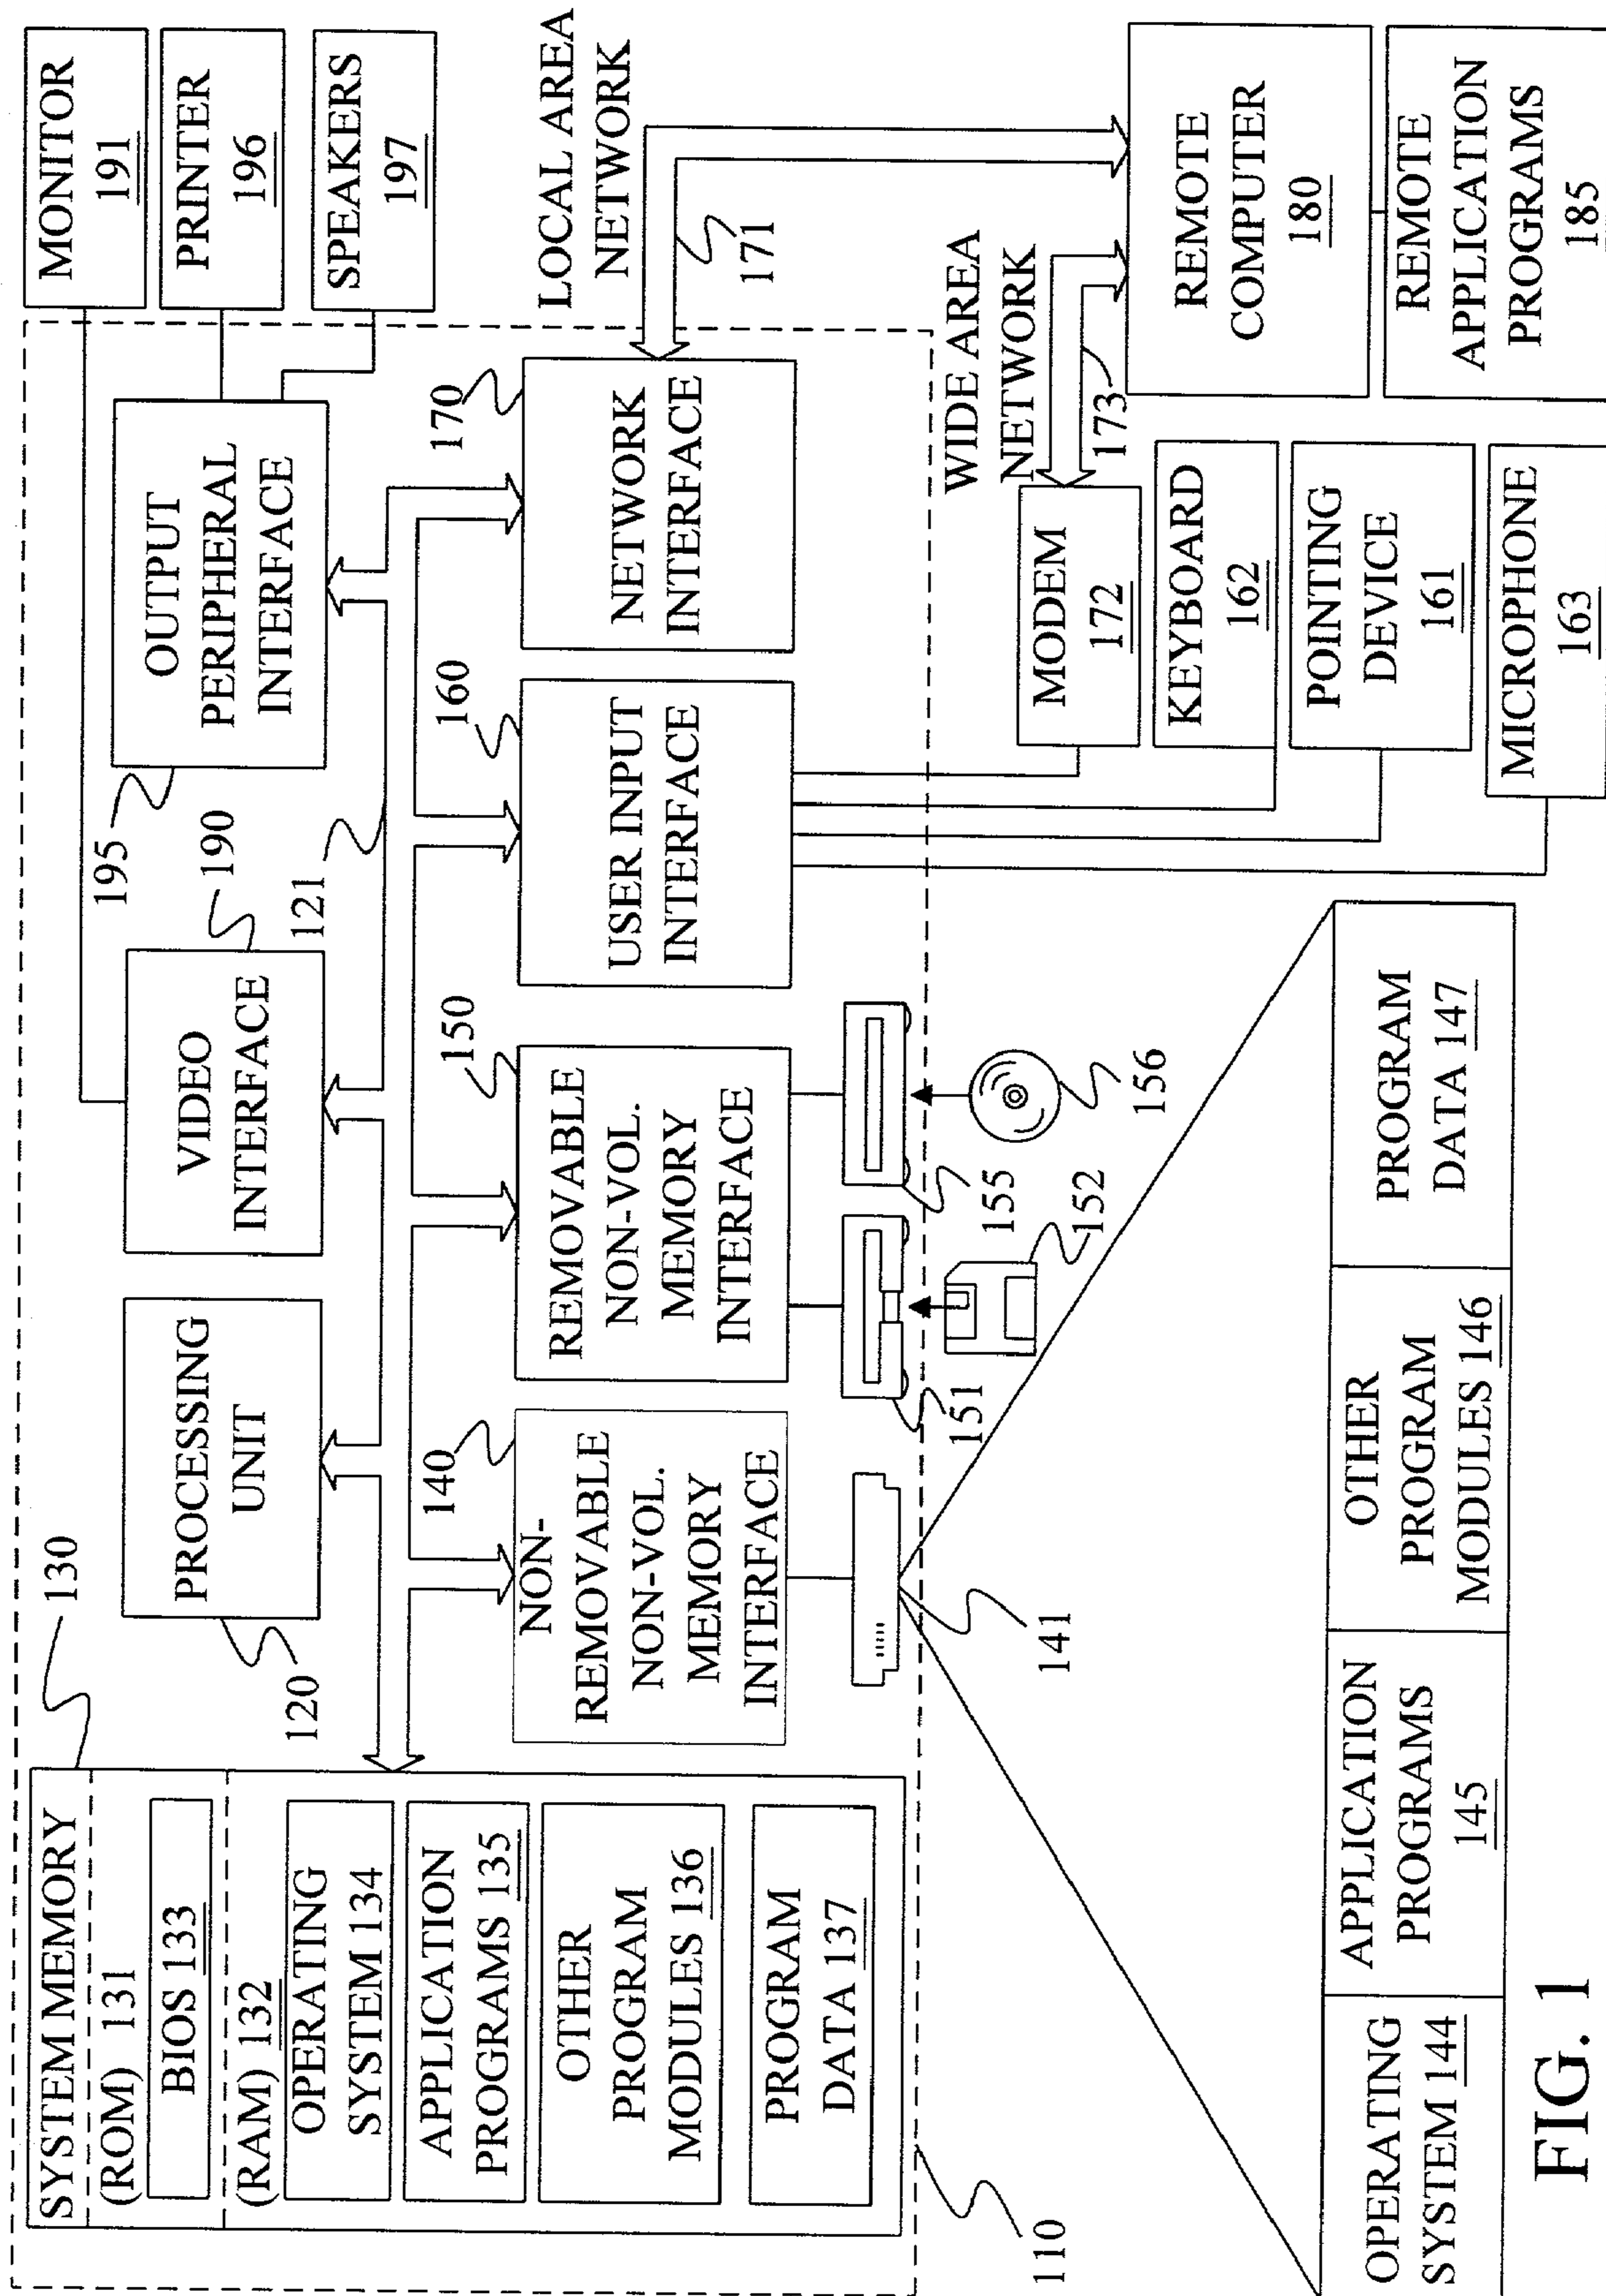 SYSTEM MEMORY
(ROM) 131
BIOS 133
(RAM) 132
OPERATING
SYSTEM 134
APPLICATION
PROGRAMS 135
OTHER
PROGRAM
MODULES 136
PROGRAM
DATA 137
130
120
PROCESSING
UNIT
VIDEO
INTERFACE
190
121
195
OUTPUT
PERIPHERAL
INTERFACE
MONITOR
191
PRINTER
196
SPEAKERS
197
140
NON-
REMOVABLE
NON-VOL.
MEMORY
INTERFACE
150
REMOVABLE
NON-VOL.
MEMORY
INTERFACE
160
USER INPUT
INTERFACE
170
NETWORK
INTERFACE
LOCAL AREA
NETWORK
171
110
141
151
152
155
156
WIDE AREA
NETWORK
173
MODEM
172
KEYBOARD
162
POINTING
DEVICE
161
MICROPHONE
163
REMOTE
COMPUTER
180
REMOTE
APPLICATION
PROGRAMS
185
OPERATING
SYSTEM 144
APPLICATION
PROGRAMS
145
OTHER
PROGRAM
MODULES 146
PROGRAM
DATA 147
FIG. 1